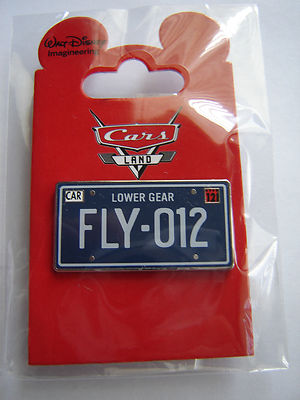 Walt Disney
Imagineering
Cars
LAND
CAR LOWER GEAR 12
FLY-012